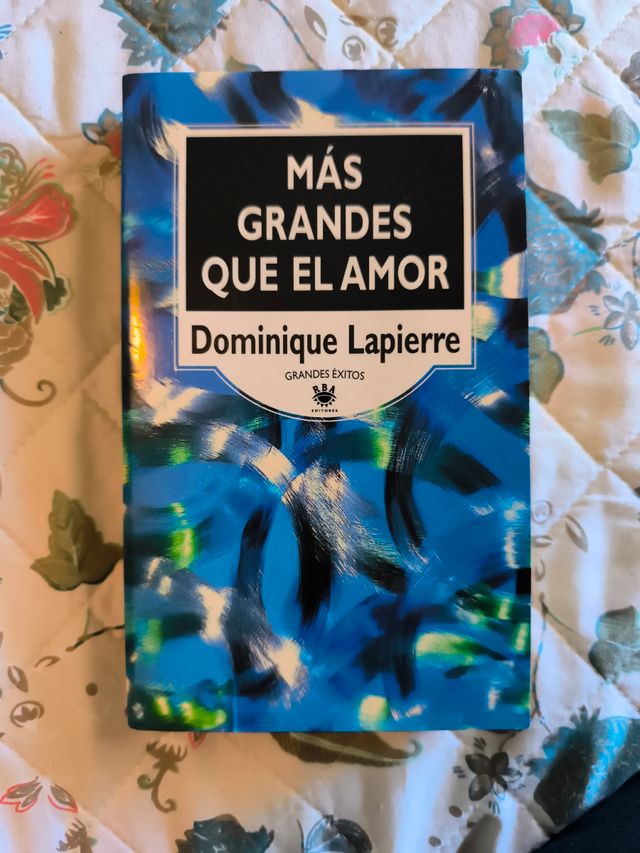 MÁS
GRANDES
QUE EL AMOR
Dominique Lapierre
GRANDES ÉXITOS
RBA
EDITORES